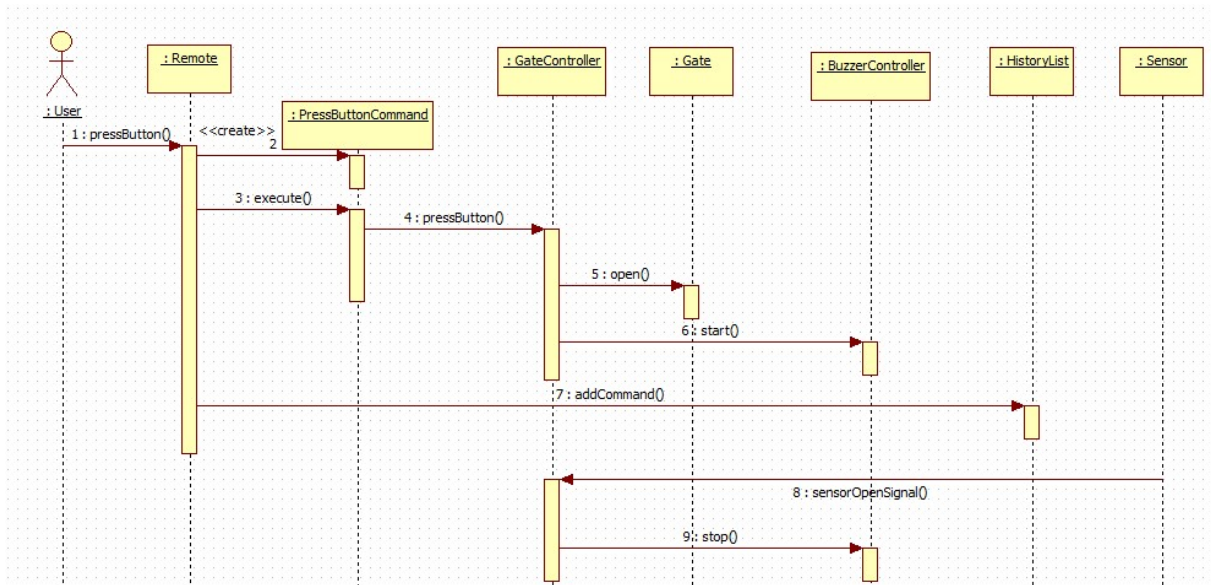 : Remote
: GateController
: Gate
: BuzzerController
: HistoryList
: Sensor
: User
: PressButtonCommand
1 : pressButton()
<<create>>
2
3 : execute()
4 : pressButton()
5 : open()
6 : start()
7 : addCommand()
8 : sensorOpenSignal()
9 : stop()